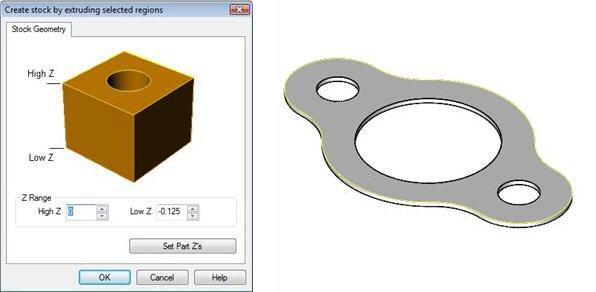 Create stock by extruding selected regions
Stock Geometry
High Z
Low Z
Z Range
High Z 0 Low Z -0.125
Set Part Z's
OK Cancel Help